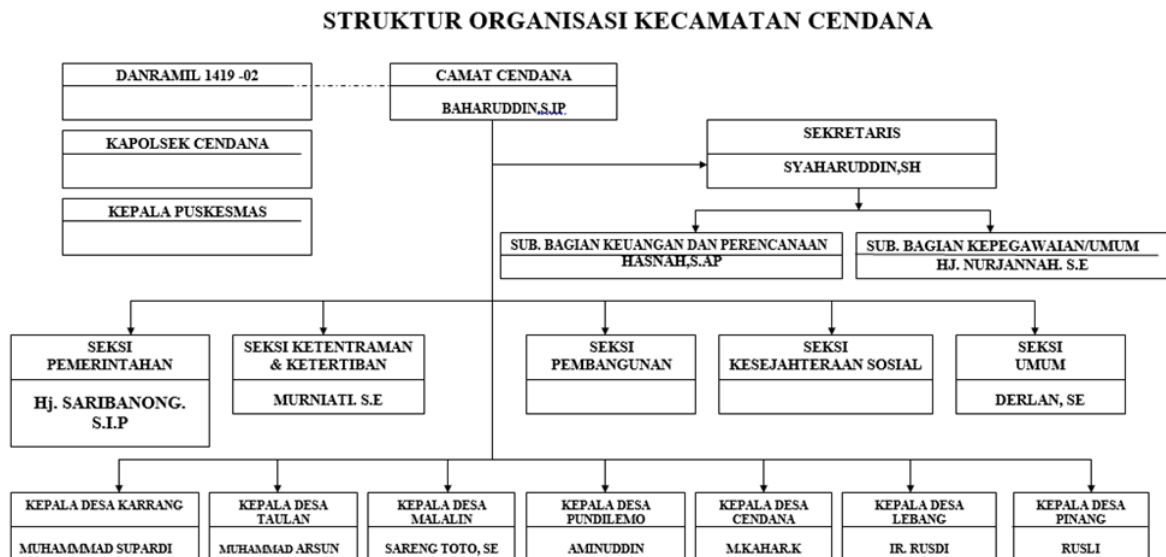 STRUKTUR ORGANISASI KECAMATAN CENDANA
DANRAMIL 1419 -02
CAMAT CENDANA
BAHARUDDIN,S.IP
KAPOLSEK CENDANA
SEKRETARIS
SYAHARUDDIN,SH
KEPALA PUSKESMAS
SUB. BAGIAN KEUANGAN DAN PERENCANAAN
HASNAH,S.AP
SUB. BAGIAN KEPEGAWAIAN/UMUM
HJ. NURJANNAH. S.E
SEKSI
PEMERINTAHAN
Hj. SARIBANONG.
S.I.P
SEKSI KETENTRAMAN
& KETERTIBAN
MURNIATI. S.E
SEKSI
PEMBANGUNAN
SEKSI
KESEJAHTERAAN SOSIAL
SEKSI
UMUM
DERLAN, SE
KEPALA DESA KARRANG
MUHAMMMAD SUPARDI
KEPALA DESA
TAULAN
MUHAMMAD ARSUN
KEPALA DESA
MALALIN
SARENG TOTO, SE
KEPALA DESA
PUNDILEMO
AMINUDDIN
KEPALA DESA
CENDANA
M.KAHAR.K
KEPALA DESA
LEBANG
IR. RUSDI
KEPALA DESA
PINANG
RUSLI